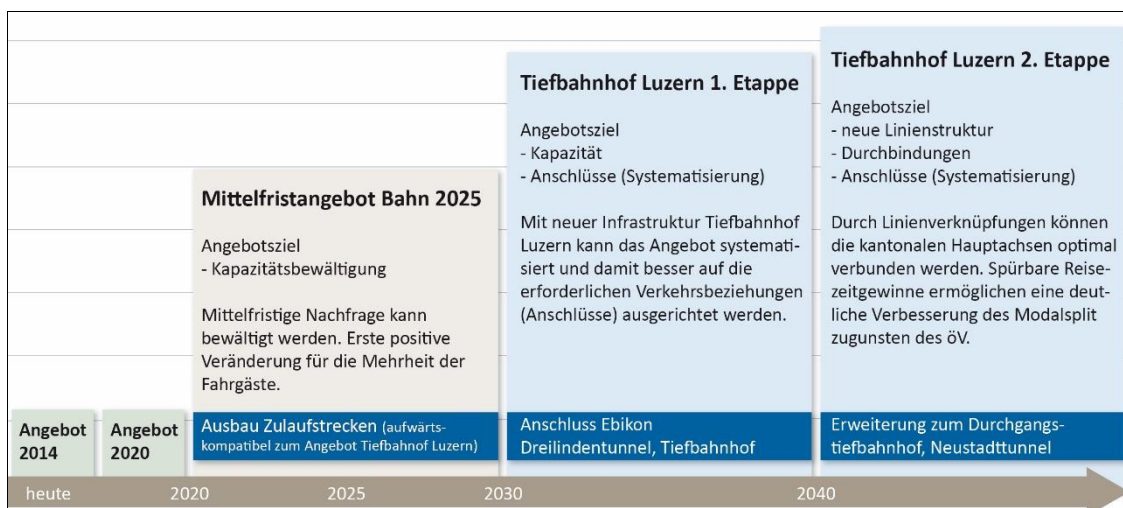 Angebot
2014
Angebot
2020
Mittelfristangebot Bahn 2025
Angebotsziel
- Kapazitätsbewältigung
Mittelfristige Nachfrage kann
bewältigt werden. Erste positive
Veränderung für die Mehrheit der
Fahrgäste.
Ausbau Zulaufstrecken (aufwärts-
kompatibel zum Angebot Tiefbahnof Luzern)
Tiefbahnhof Luzern 1. Etappe
Angebotsziel
- Kapazität
- Anschlüsse (Systematisierung)
Mit neuer Infrastruktur Tiefbahnhof
Luzern kann das Angebot systemati-
siert und damit besser auf die
erforderlichen Verkehrsbeziehungen
(Anschlüsse) ausgerichtet werden.
Anschluss Ebikon
Dreilindentunnel, Tiefbahnhof
Tiefbahnhof Luzern 2. Etappe
Angebotsziel
- neue Linienstruktur
- Durchbindungen
- Anschlüsse (Systematisierung)
Durch Linienverknüpfungen können
die kantonalen Hauptachsen optimal
verbunden werden. Spürbare Reise-
zeitgewinne ermöglichen eine deut-
liche Verbesserung des Modalsplit
zugunsten des öV.
Erweiterung zum Durchgangs-
tiefbahnhof, Neustadttunnel
heute 2020 2025 2030 2040